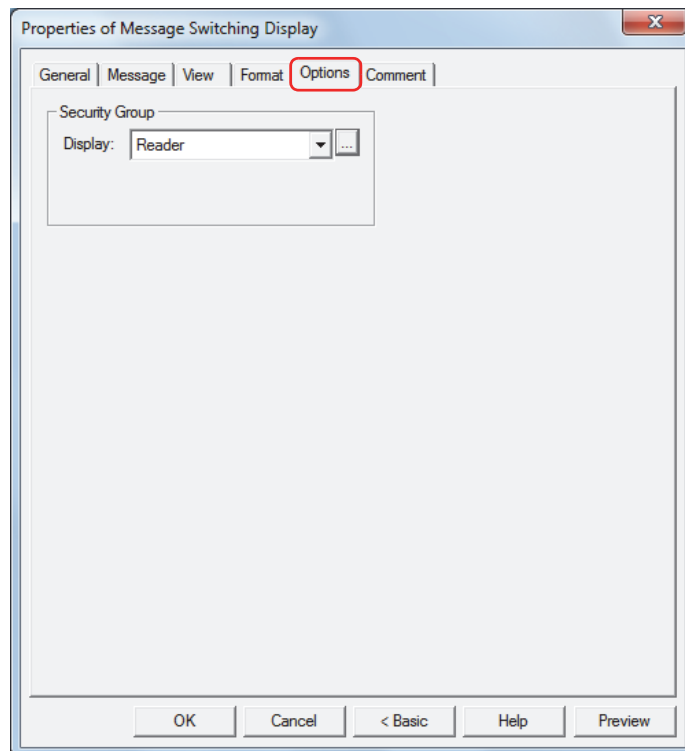 Properties of Message Switching Display
General Message View Format Options Comment
Security Group
Display: Reader ...
OK Cancel < Basic Help Preview